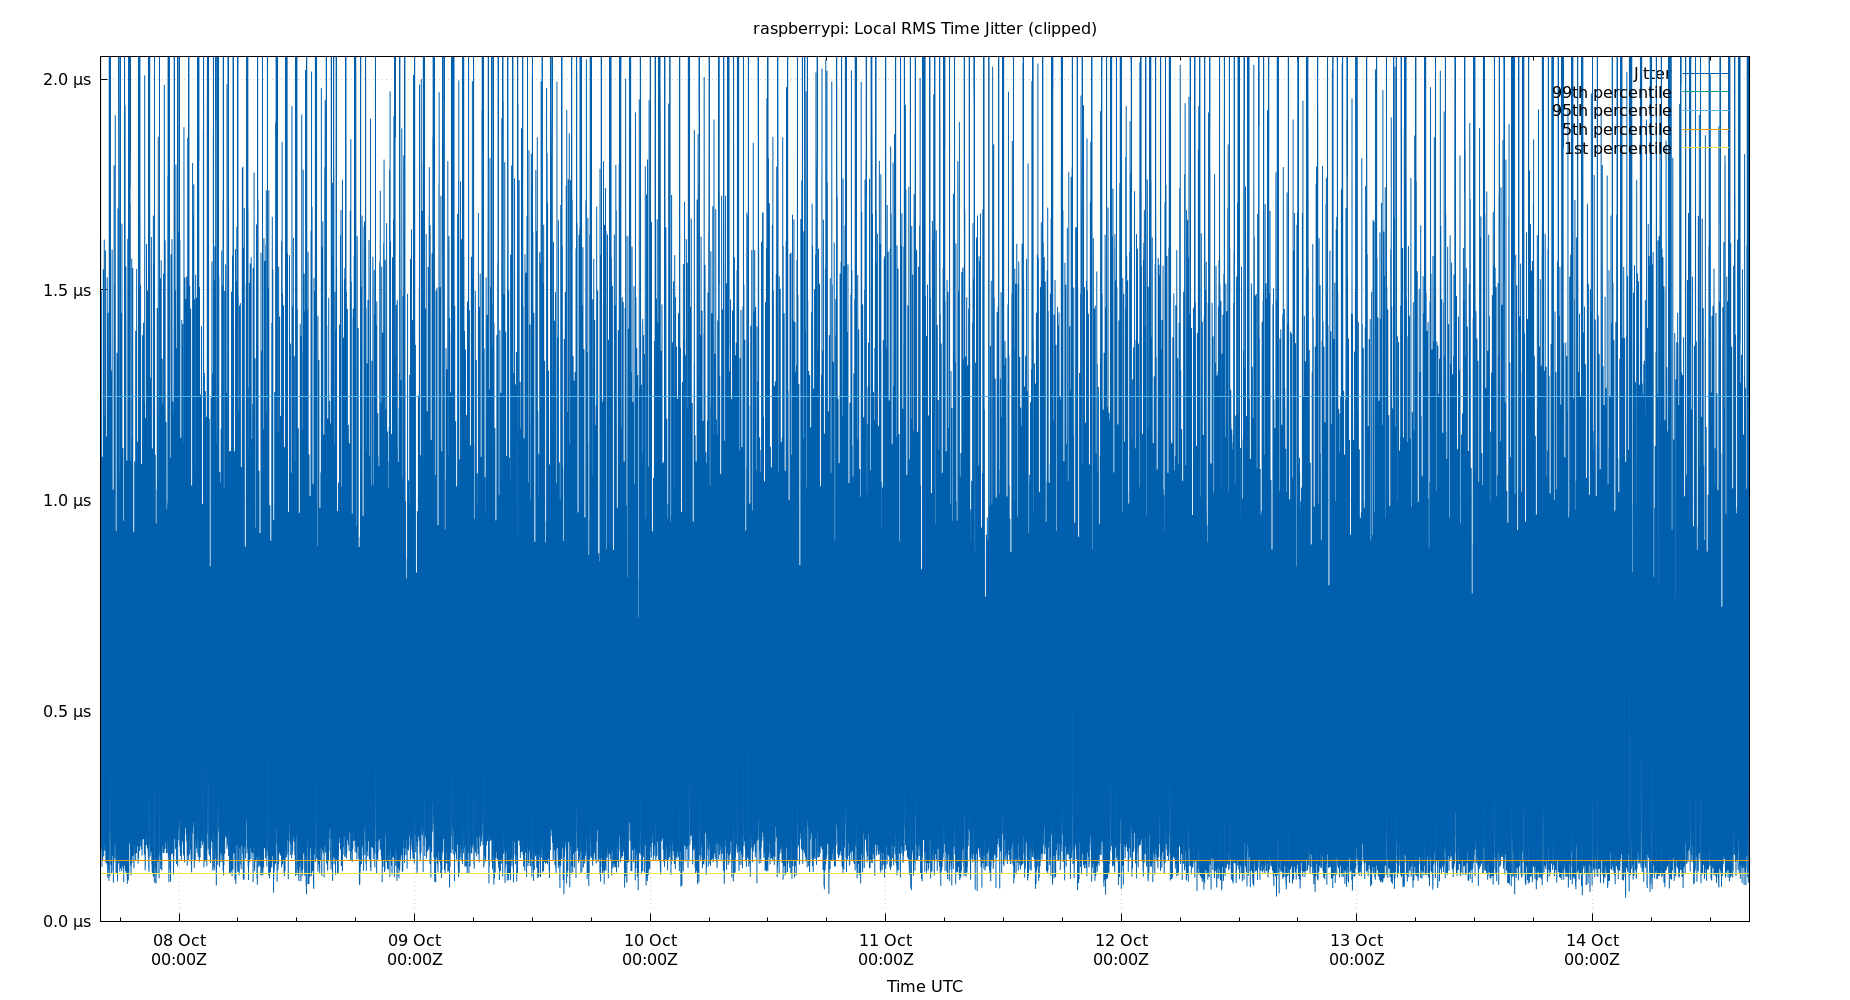 raspberrypi: Local RMS Time Jitter (clipped)
2.0 µs
1.5 µs
1.0 µs
0.5 µs
0.0 µs
Jitter
99th percentile
95th percentile
5th percentile
1st percentile
08 Oct
00:00Z
09 Oct
00:00Z
10 Oct
00:00Z
11 Oct
00:00Z
12 Oct
00:00Z
13 Oct
00:00Z
14 Oct
00:00Z
Time UTC